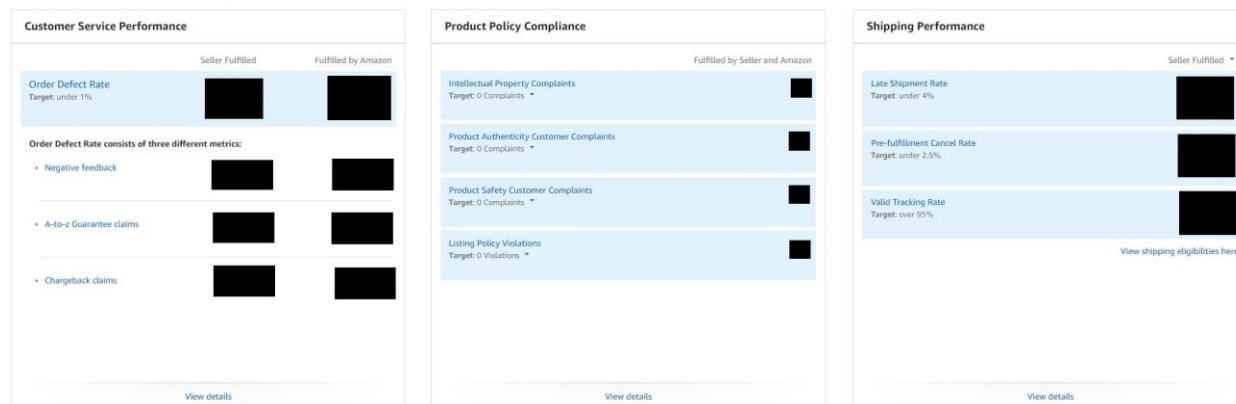 Customer Service Performance
Seller Fulfilled Fulfilled by Amazon
Order Defect Rate
Target: under 1%
Order Defect Rate consists of three different metrics:
• Negative feedback
• A-to-z Guarantee claims
• Chargeback claims
View details
Product Policy Compliance
Fulfilled by Seller and Amazon
Intellectual Property Complaints
Target: 0 Complaints
Product Authenticity Customer Complaints
Target: 0 Complaints
Product Safety Customer Complaints
Target: 0 Complaints
Listing Policy Violations
Target: 0 Violations
View details
Shipping Performance
Seller Fulfilled
Late Shipment Rate
Target: under 4%
Pre-fulfillment Cancel Rate
Target: under 2.5%
Valid Tracking Rate
Target: over 95%
View shipping eligibilities here
View details